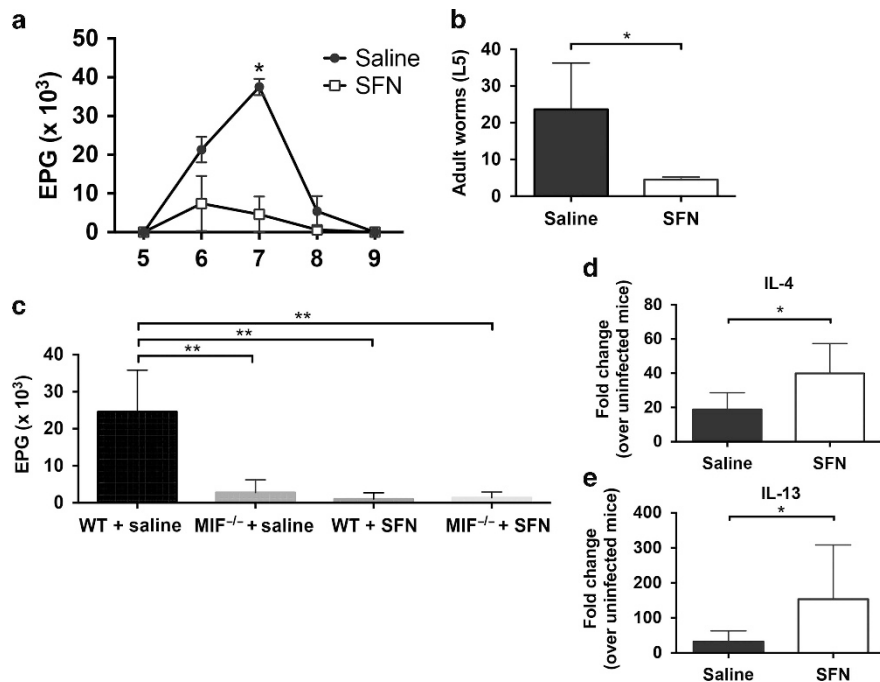 a
EPG (x 10³)
50
40
30
20
10
0
5 6 7 8 9
*
Saline
SFN
b
Adult worms (L5)
40
30
20
10
0
*
Saline SFN
c
EPG (x 10³)
40
30
20
10
0
**
**
**
WT + saline MIF⁻/⁻ + saline WT + SFN MIF⁻/⁻ + SFN
d
IL-4
Fold change
(over uninfected mice)
80
60
40
20
0
*
Saline SFN
e
IL-13
Fold change
(over uninfected mice)
400
300
200
100
0
*
Saline SFN